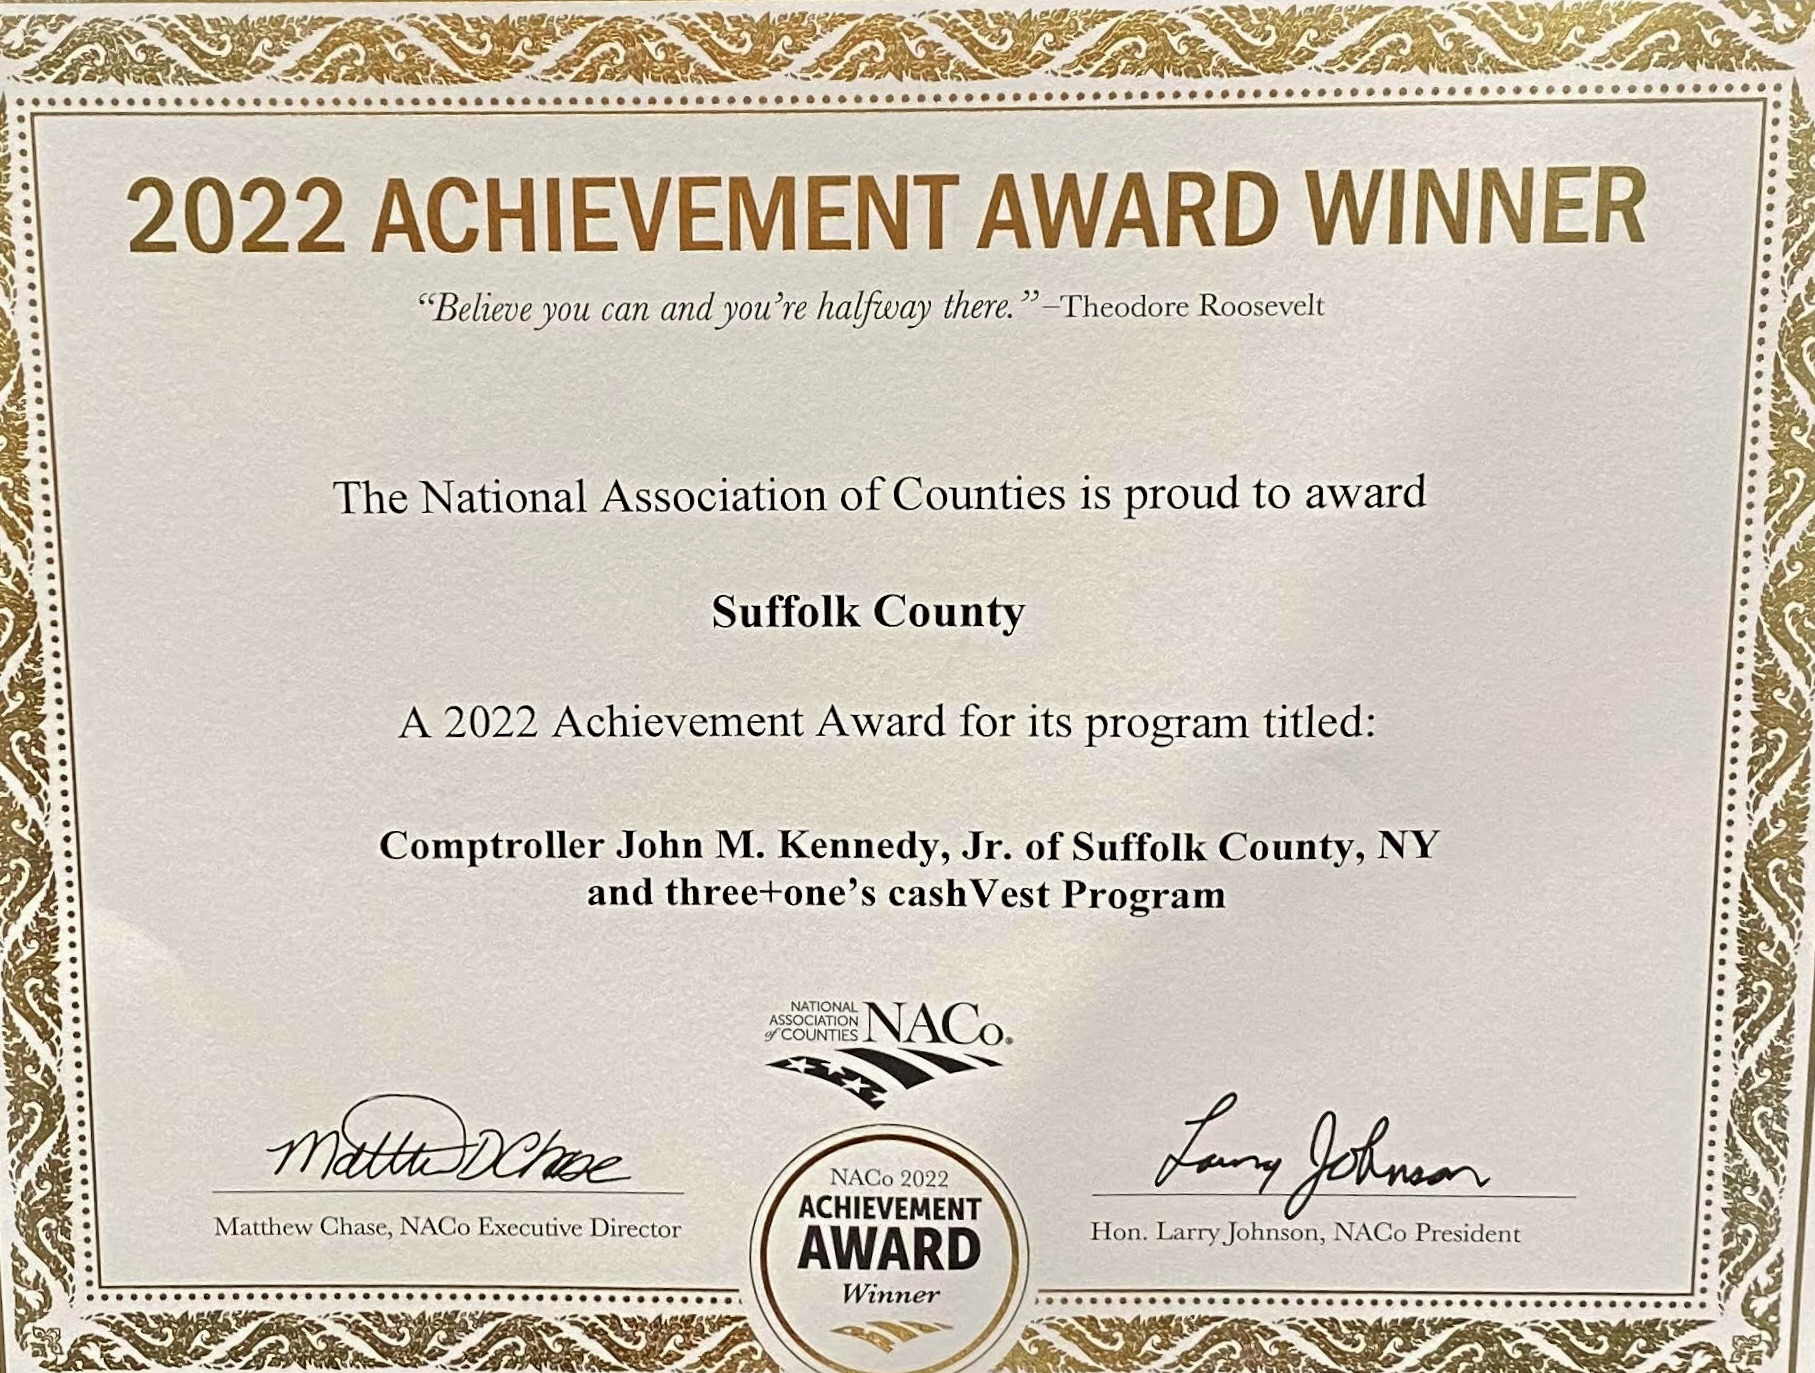 2022 ACHIEVEMENT AWARD WINNER
“Believe you can and you’re halfway there.” –Theodore Roosevelt
The National Association of Counties is proud to award
Suffolk County
A 2022 Achievement Award for its program titled:
Comptroller John M. Kennedy, Jr. of Suffolk County, NY
and three+one’s cashVest Program
NATIONAL
ASSOCIATION
of COUNTIES
NACo®
Matthew D Chase
Larry Johnson
Matthew Chase, NACo Executive Director
Hon. Larry Johnson, NACo President
NACo 2022
ACHIEVEMENT
AWARD
Winner